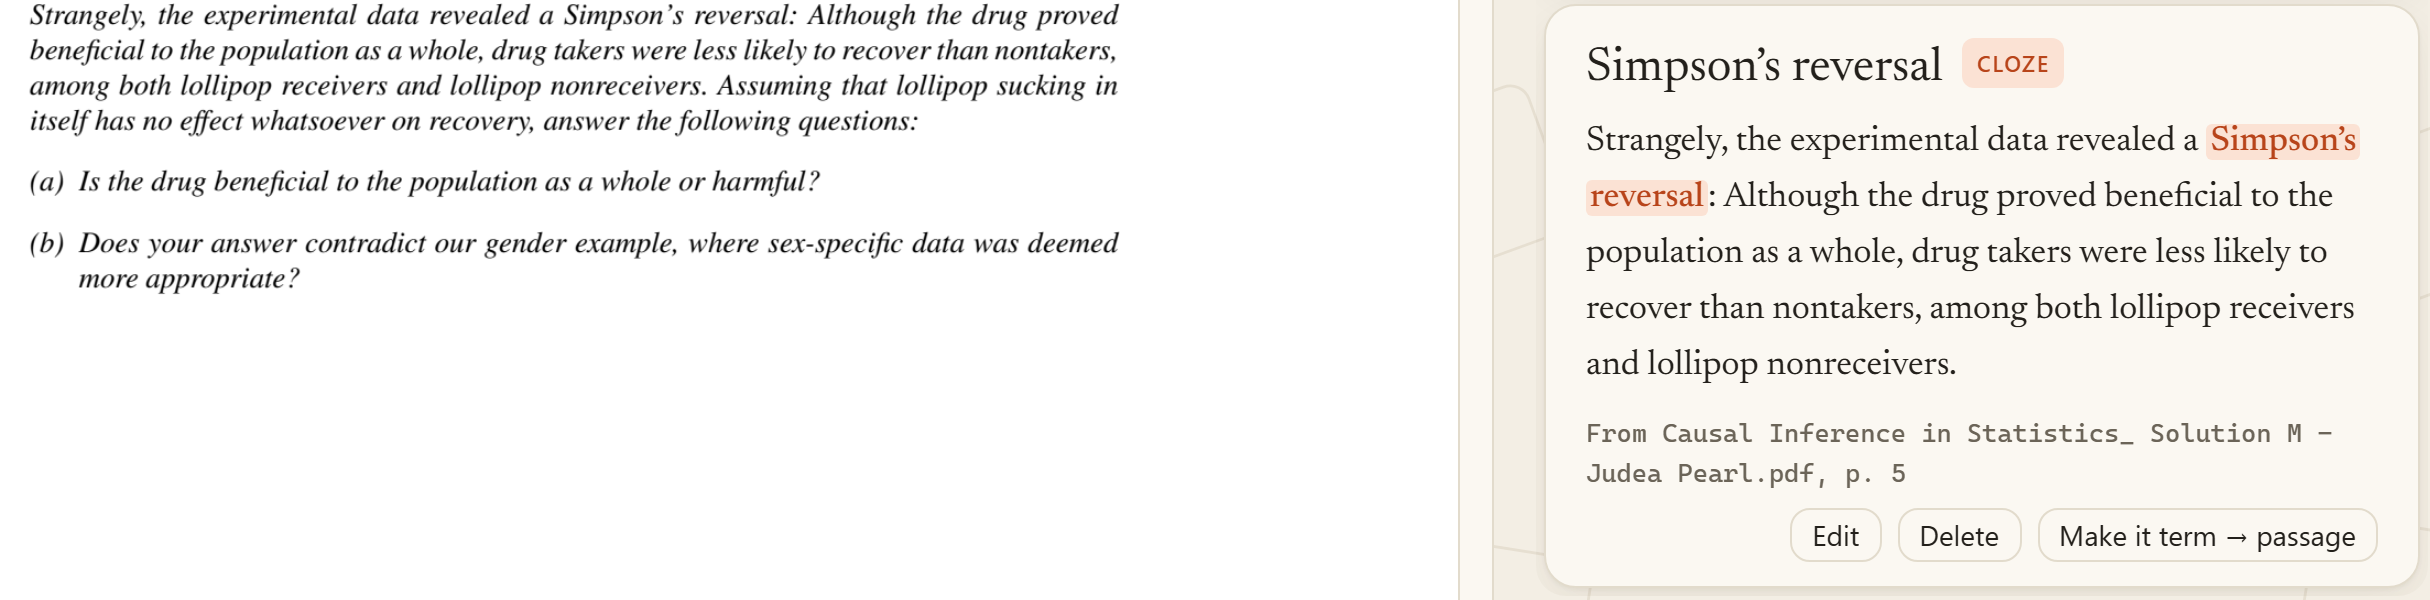 Strangely, the experimental data revealed a Simpson’s reversal: Although the drug proved
beneficial to the population as a whole, drug takers were less likely to recover than nontakers,
among both lollipop receivers and lollipop nonreceivers. Assuming that lollipop sucking in
itself has no effect whatsoever on recovery, answer the following questions:
(a) Is the drug beneficial to the population as a whole or harmful?
(b) Does your answer contradict our gender example, where sex-specific data was deemed
more appropriate?
Simpson’s reversal CLOZE
Strangely, the experimental data revealed a Simpson’s
reversal: Although the drug proved beneficial to the
population as a whole, drug takers were less likely to
recover than nontakers, among both lollipop receivers
and lollipop nonreceivers.
From Causal Inference in Statistics_ Solution M –
Judea Pearl.pdf, p. 5
Edit Delete Make it term → passage